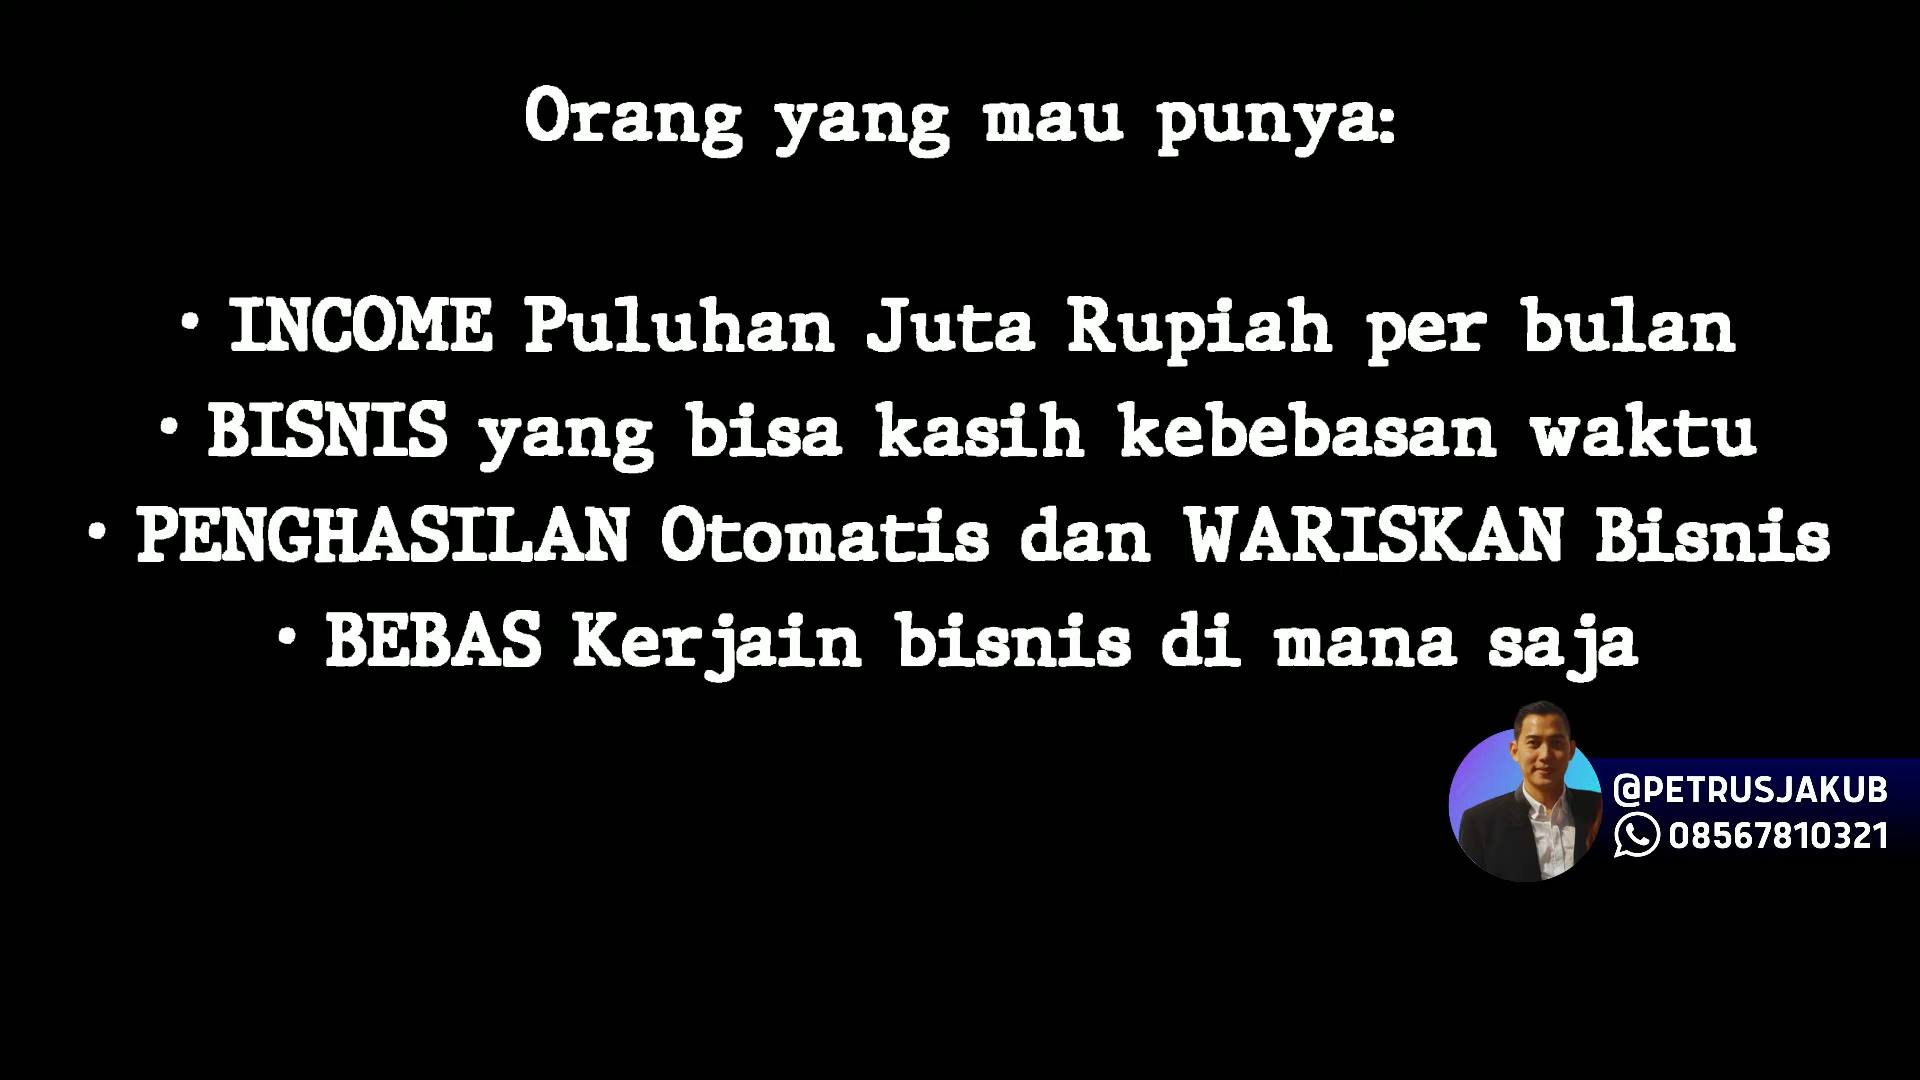 Orang yang mau punya:
• INCOME Puluhan Juta Rupiah per bulan
• BISNIS yang bisa kasih kebebasan waktu
• PENGHASILAN Otomatis dan WARISKAN Bisnis
• BEBAS Kerjain bisnis di mana saja
@PETRUSJAKUB
08567810321